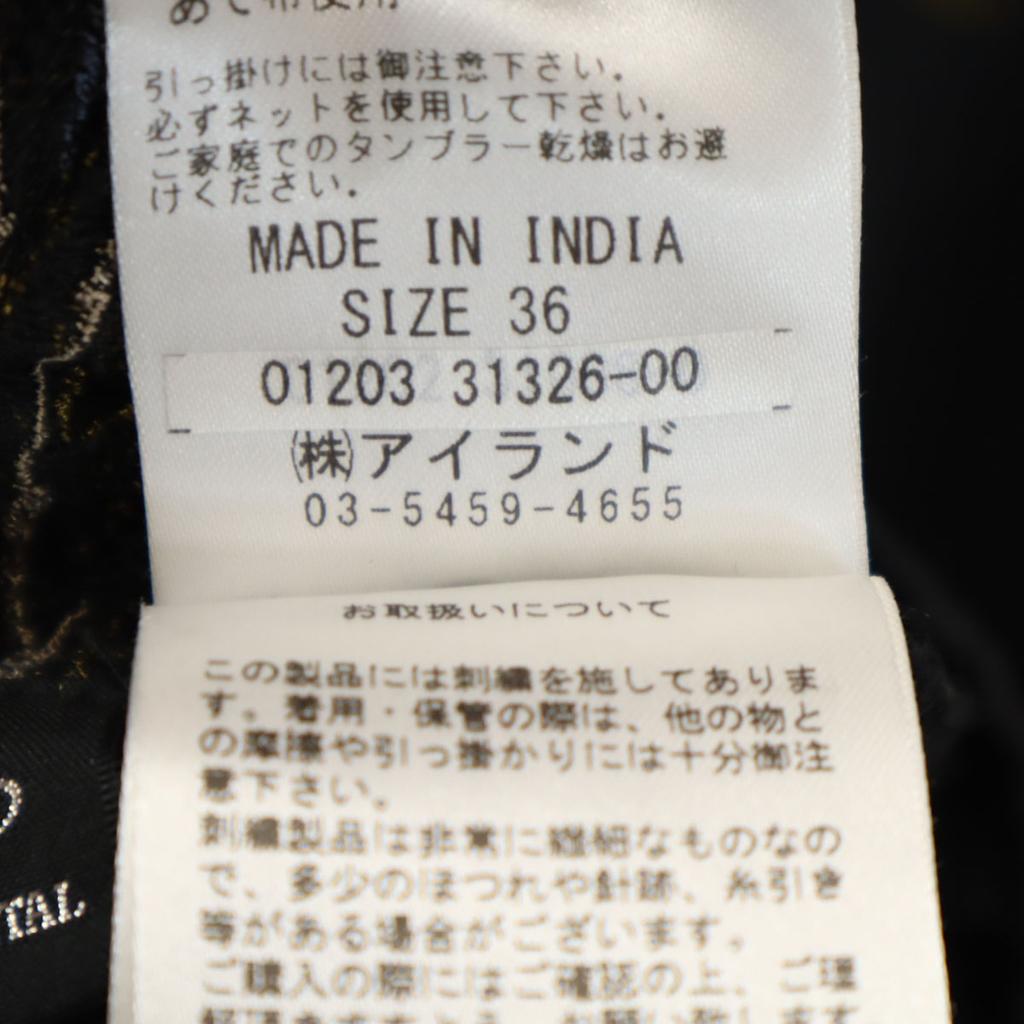 あて布使用
引っ掛けには御注意下さい。
必ずネットを使用して下さい。
ご家庭でのタンブラー乾燥はお避
けください。
MADE IN INDIA
SIZE 36
01203 31326-00
㈱アイランド
03-5459-4655
お取扱いについて
この製品には刺繍を施してありま
す。着用・保管の際は、他の物と
の摩擦や引っ掛かりには十分御注
意下さい。
刺繍製品は非常に繊細なものなの
で、多少のほつれや針跡、糸引き
等がある場合がございます。
ご購入の際にはご確認の上、ご理
TAL